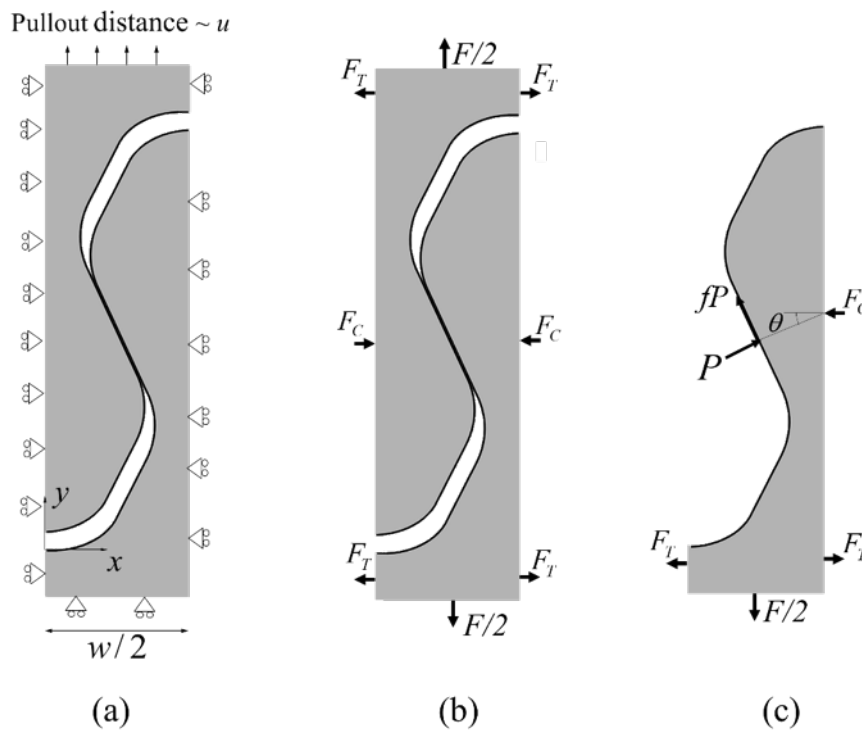 Pullout distance ~ u
y
x
w/2
(a)
F/2
F_T
F_T
F_C
F_C
F_T
F_T
F/2
(b)
fP
θ
F_C
P
F_T
F_T
F/2
(c)